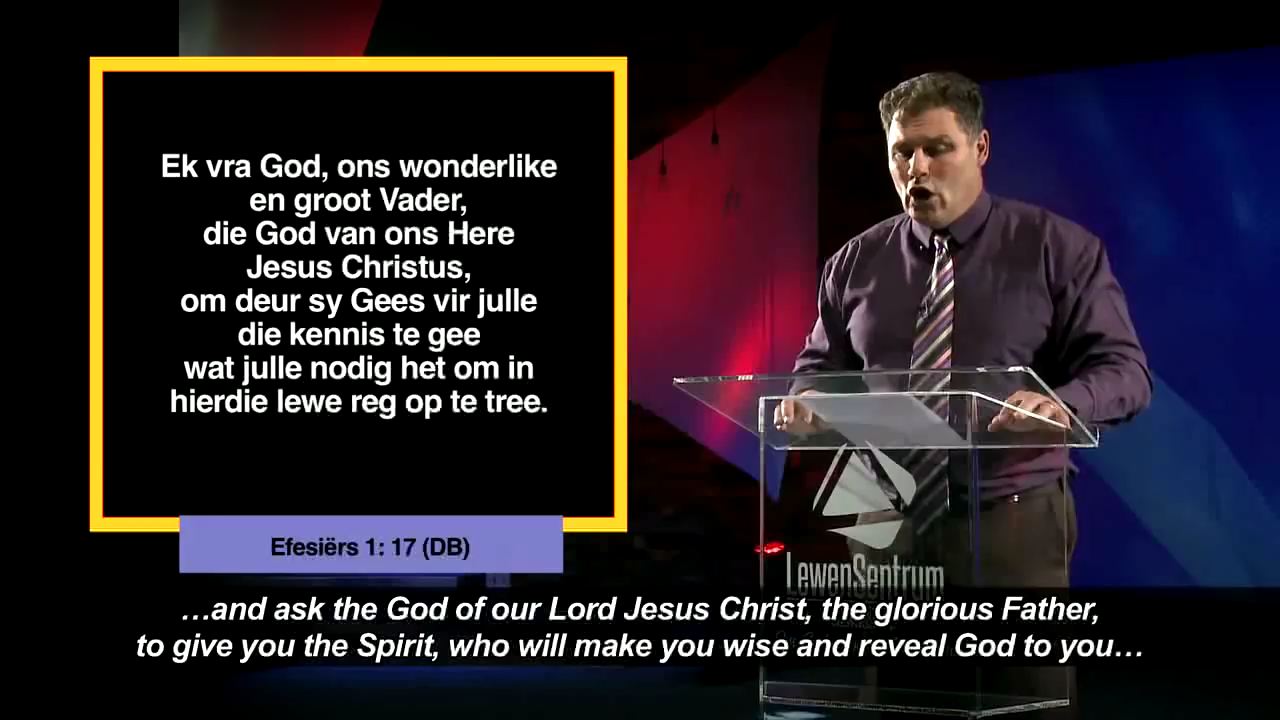 Ek vra God, ons wonderlike
en groot Vader,
die God van ons Here
Jesus Christus,
om deur sy Gees vir julle
die kennis te gee
wat julle nodig het om in
hierdie lewe reg op te tree.
Efesiërs 1: 17 (DB)
LewenSentrum
…and ask the God of our Lord Jesus Christ, the glorious Father,
to give you the Spirit, who will make you wise and reveal God to you…